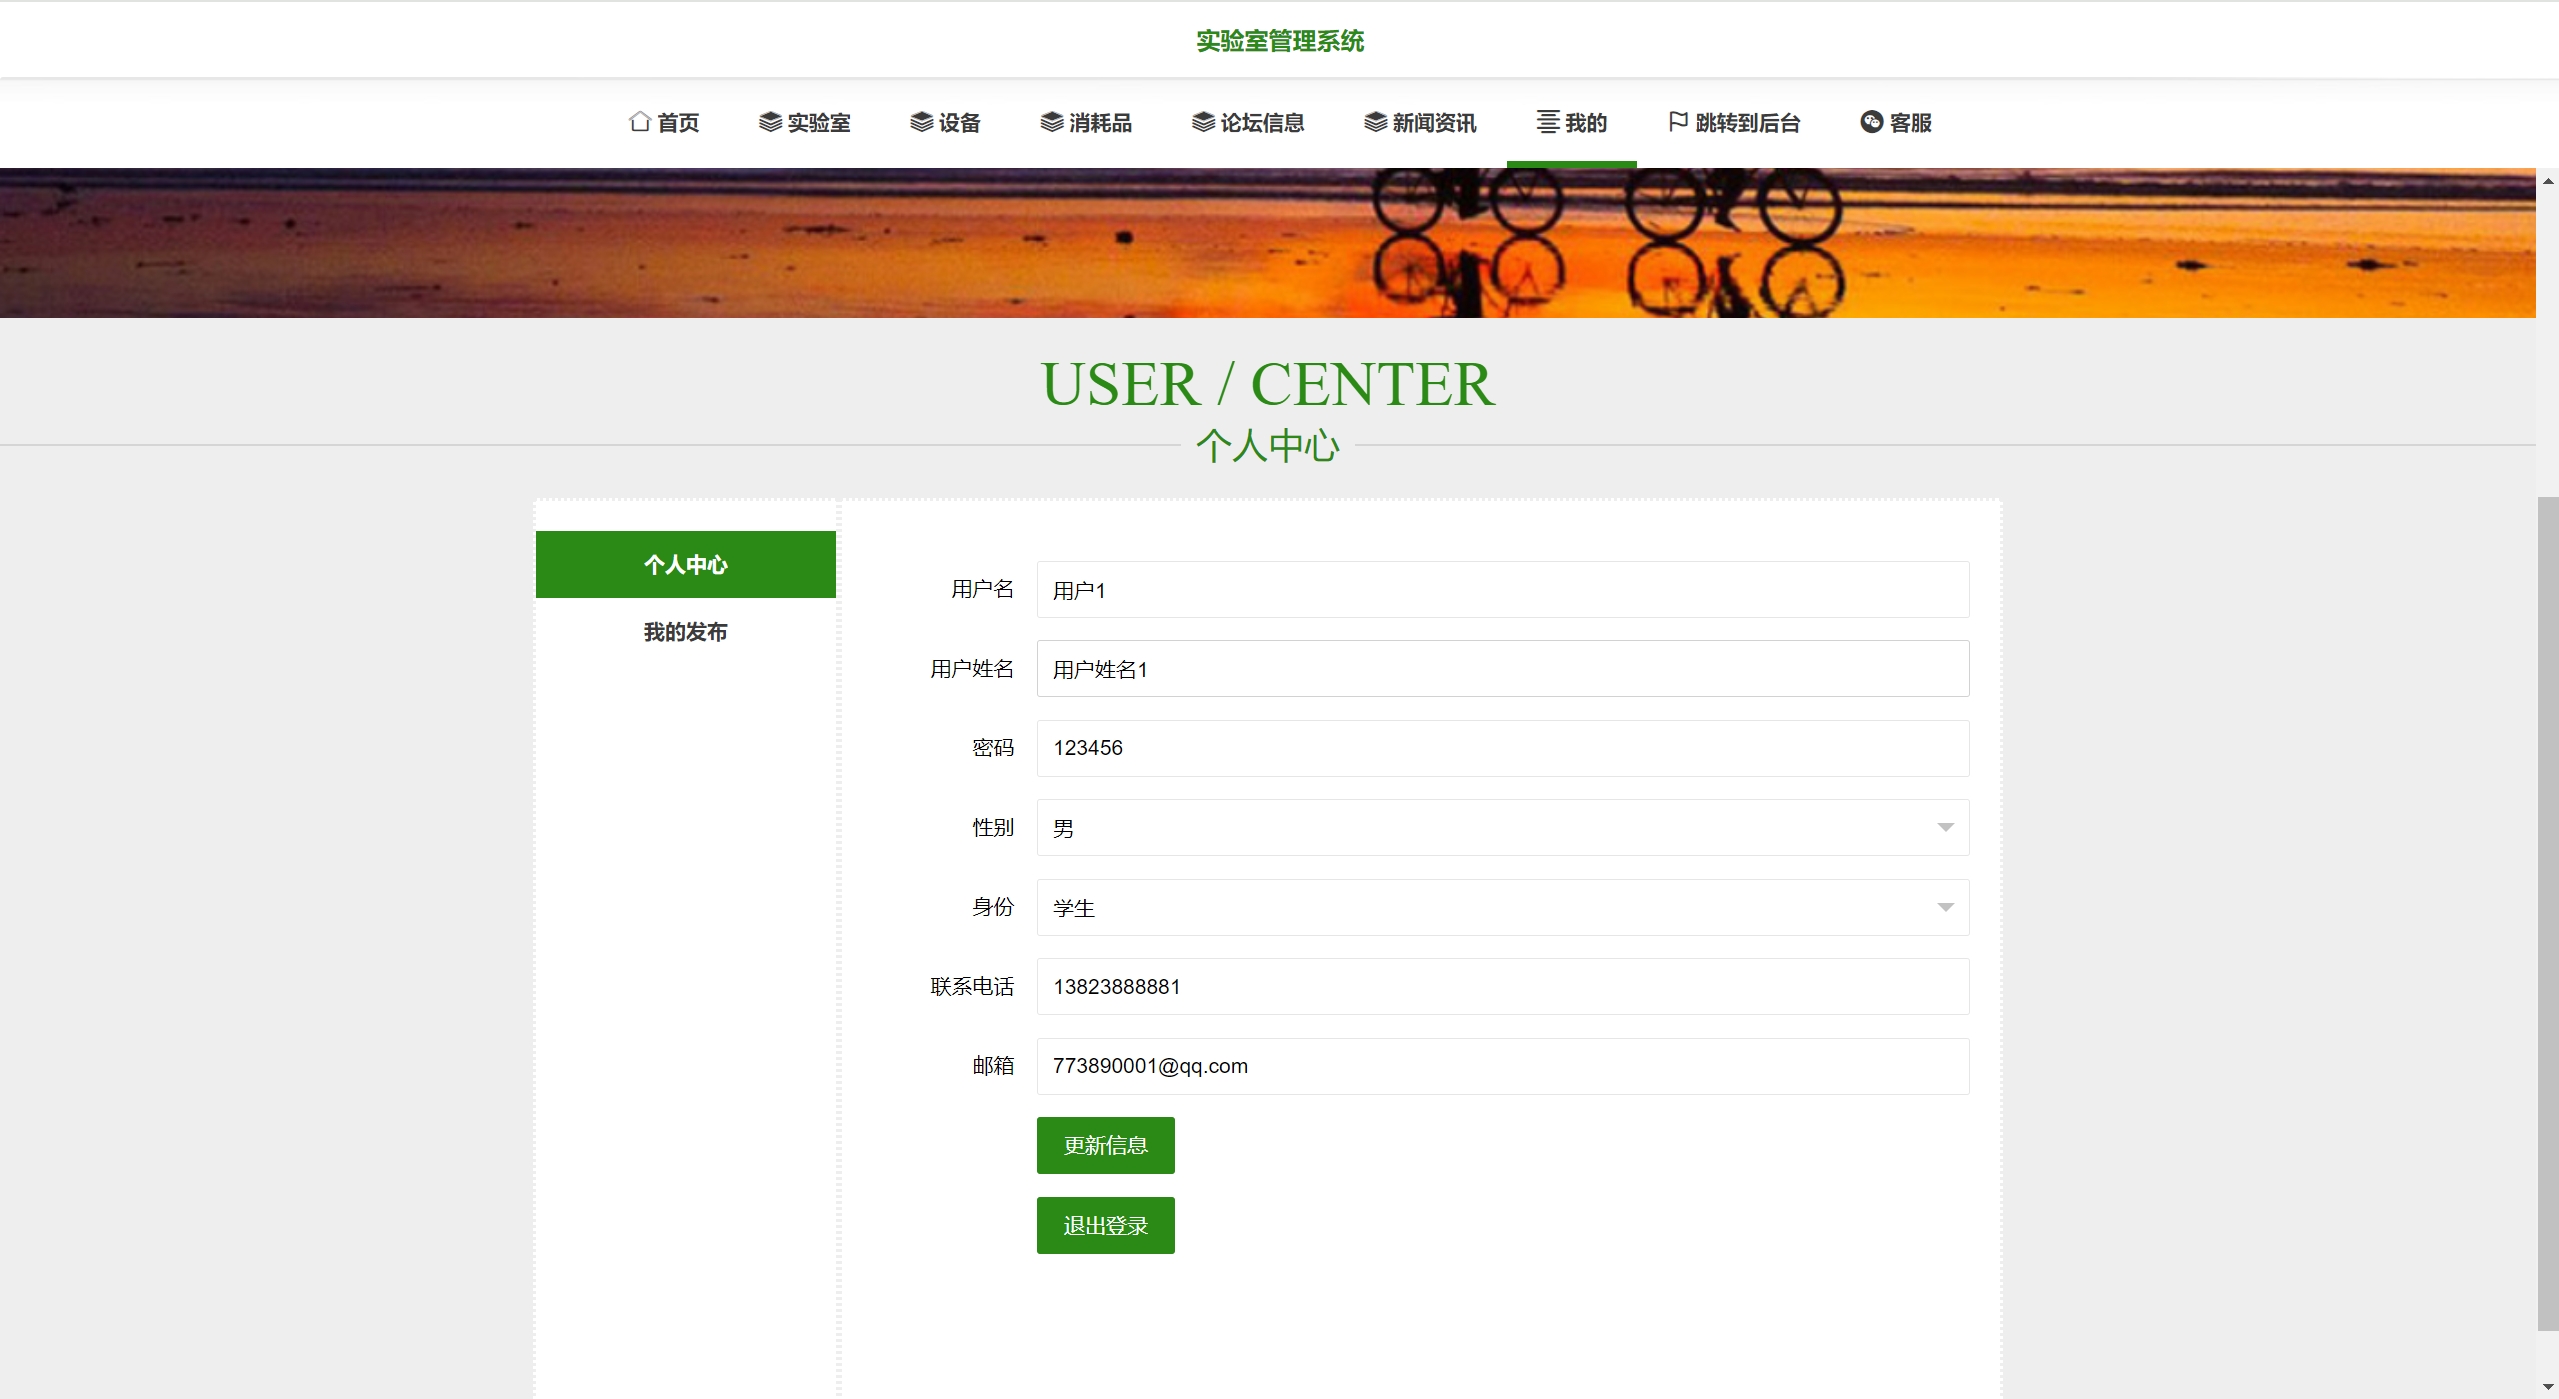 实验室管理系统
首页 实验室 设备 消耗品 论坛信息 新闻资讯 我的 跳转到后台 客服
USER / CENTER
个人中心
个人中心
我的发布
用户名 用户1
用户姓名 用户姓名1
密码 123456
性别 男
身份 学生
联系电话 13823888881
邮箱 773890001@qq.com
更新信息
退出登录